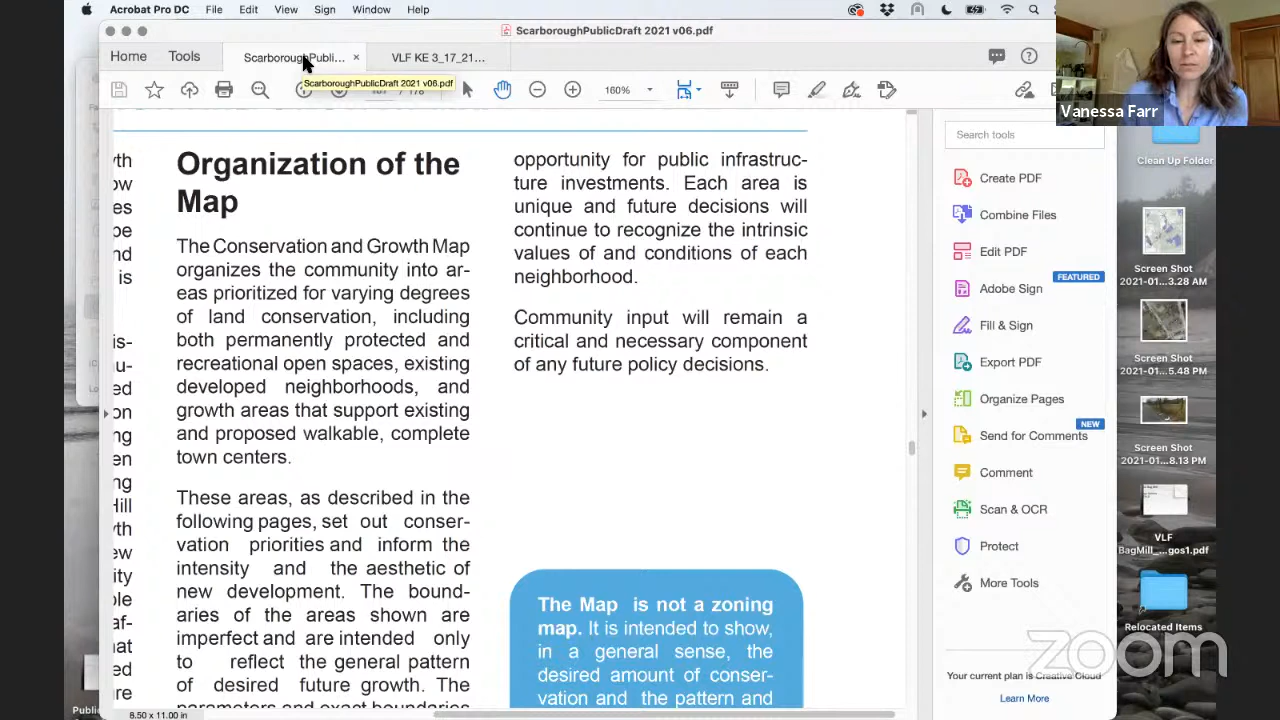 Acrobat Pro DC File Edit View Sign Window Help
ScarboroughPublicDraft 2021 v06.pdf
Home Tools ScarboroughPubli... × VLF KE 3_17_21...
ScarboroughPublicDraft 2021 v06.pdf
160%
Vanessa Farr
Organization of the
Map
The Conservation and Growth Map
organizes the community into ar-
eas prioritized for varying degrees
of land conservation, including
both permanently protected and
recreational open spaces, existing
developed neighborhoods, and
growth areas that support existing
and proposed walkable, complete
town centers.
These areas, as described in the
following pages, set out conser-
vation priorities and inform the
intensity and the aesthetic of
new development. The bound-
aries of the areas shown are
imperfect and are intended only
to reflect the general pattern
of desired future growth. The
parameters and exact boundaries
opportunity for public infrastruc-
ture investments. Each area is
unique and future decisions will
continue to recognize the intrinsic
values of and conditions of each
neighborhood.
Community input will remain a
critical and necessary component
of any future policy decisions.
The Map is not a zoning
map. It is intended to show,
in a general sense, the
desired amount of conser-
vation and the pattern and
8.50 x 11.00 in
Search tools
Create PDF
Combine Files
Edit PDF
FEATURED
Adobe Sign
Fill & Sign
Export PDF
Organize Pages
NEW
Send for Comments
Comment
Scan & OCR
Protect
More Tools
Your current plan is Creative Cloud
Learn More
Clean Up Folder
Screen Shot
2021-01...3.28 AM
Screen Shot
2021-01...5.48 PM
Screen Shot
2021-01...8.13 PM
VLF
BagMill_...gos1.pdf
Relocated Items
zoom